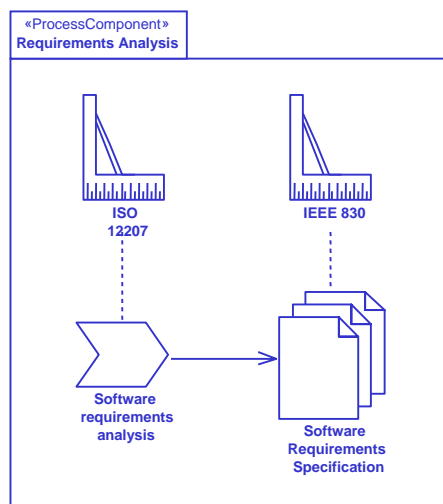 «ProcessComponent»
Requirements Analysis
ISO
12207
IEEE 830
Software
requirements
analysis
Software
Requirements
Specification